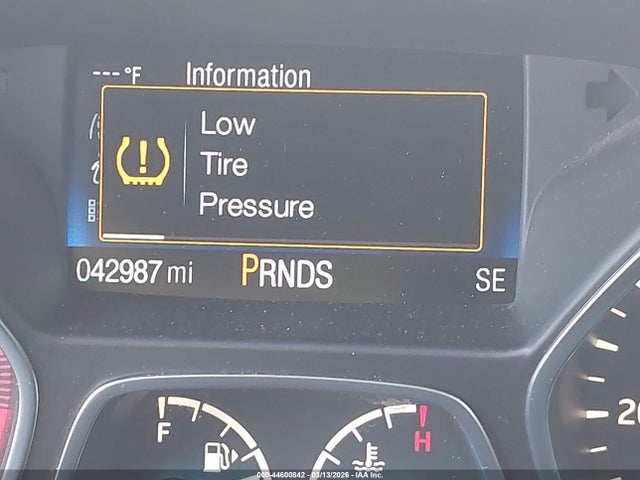 ---°F Information
Low
Tire
Pressure
042987 mi PRNDS SE
F H
20
000-44600842 - 03/13/2026 - IAA Inc.